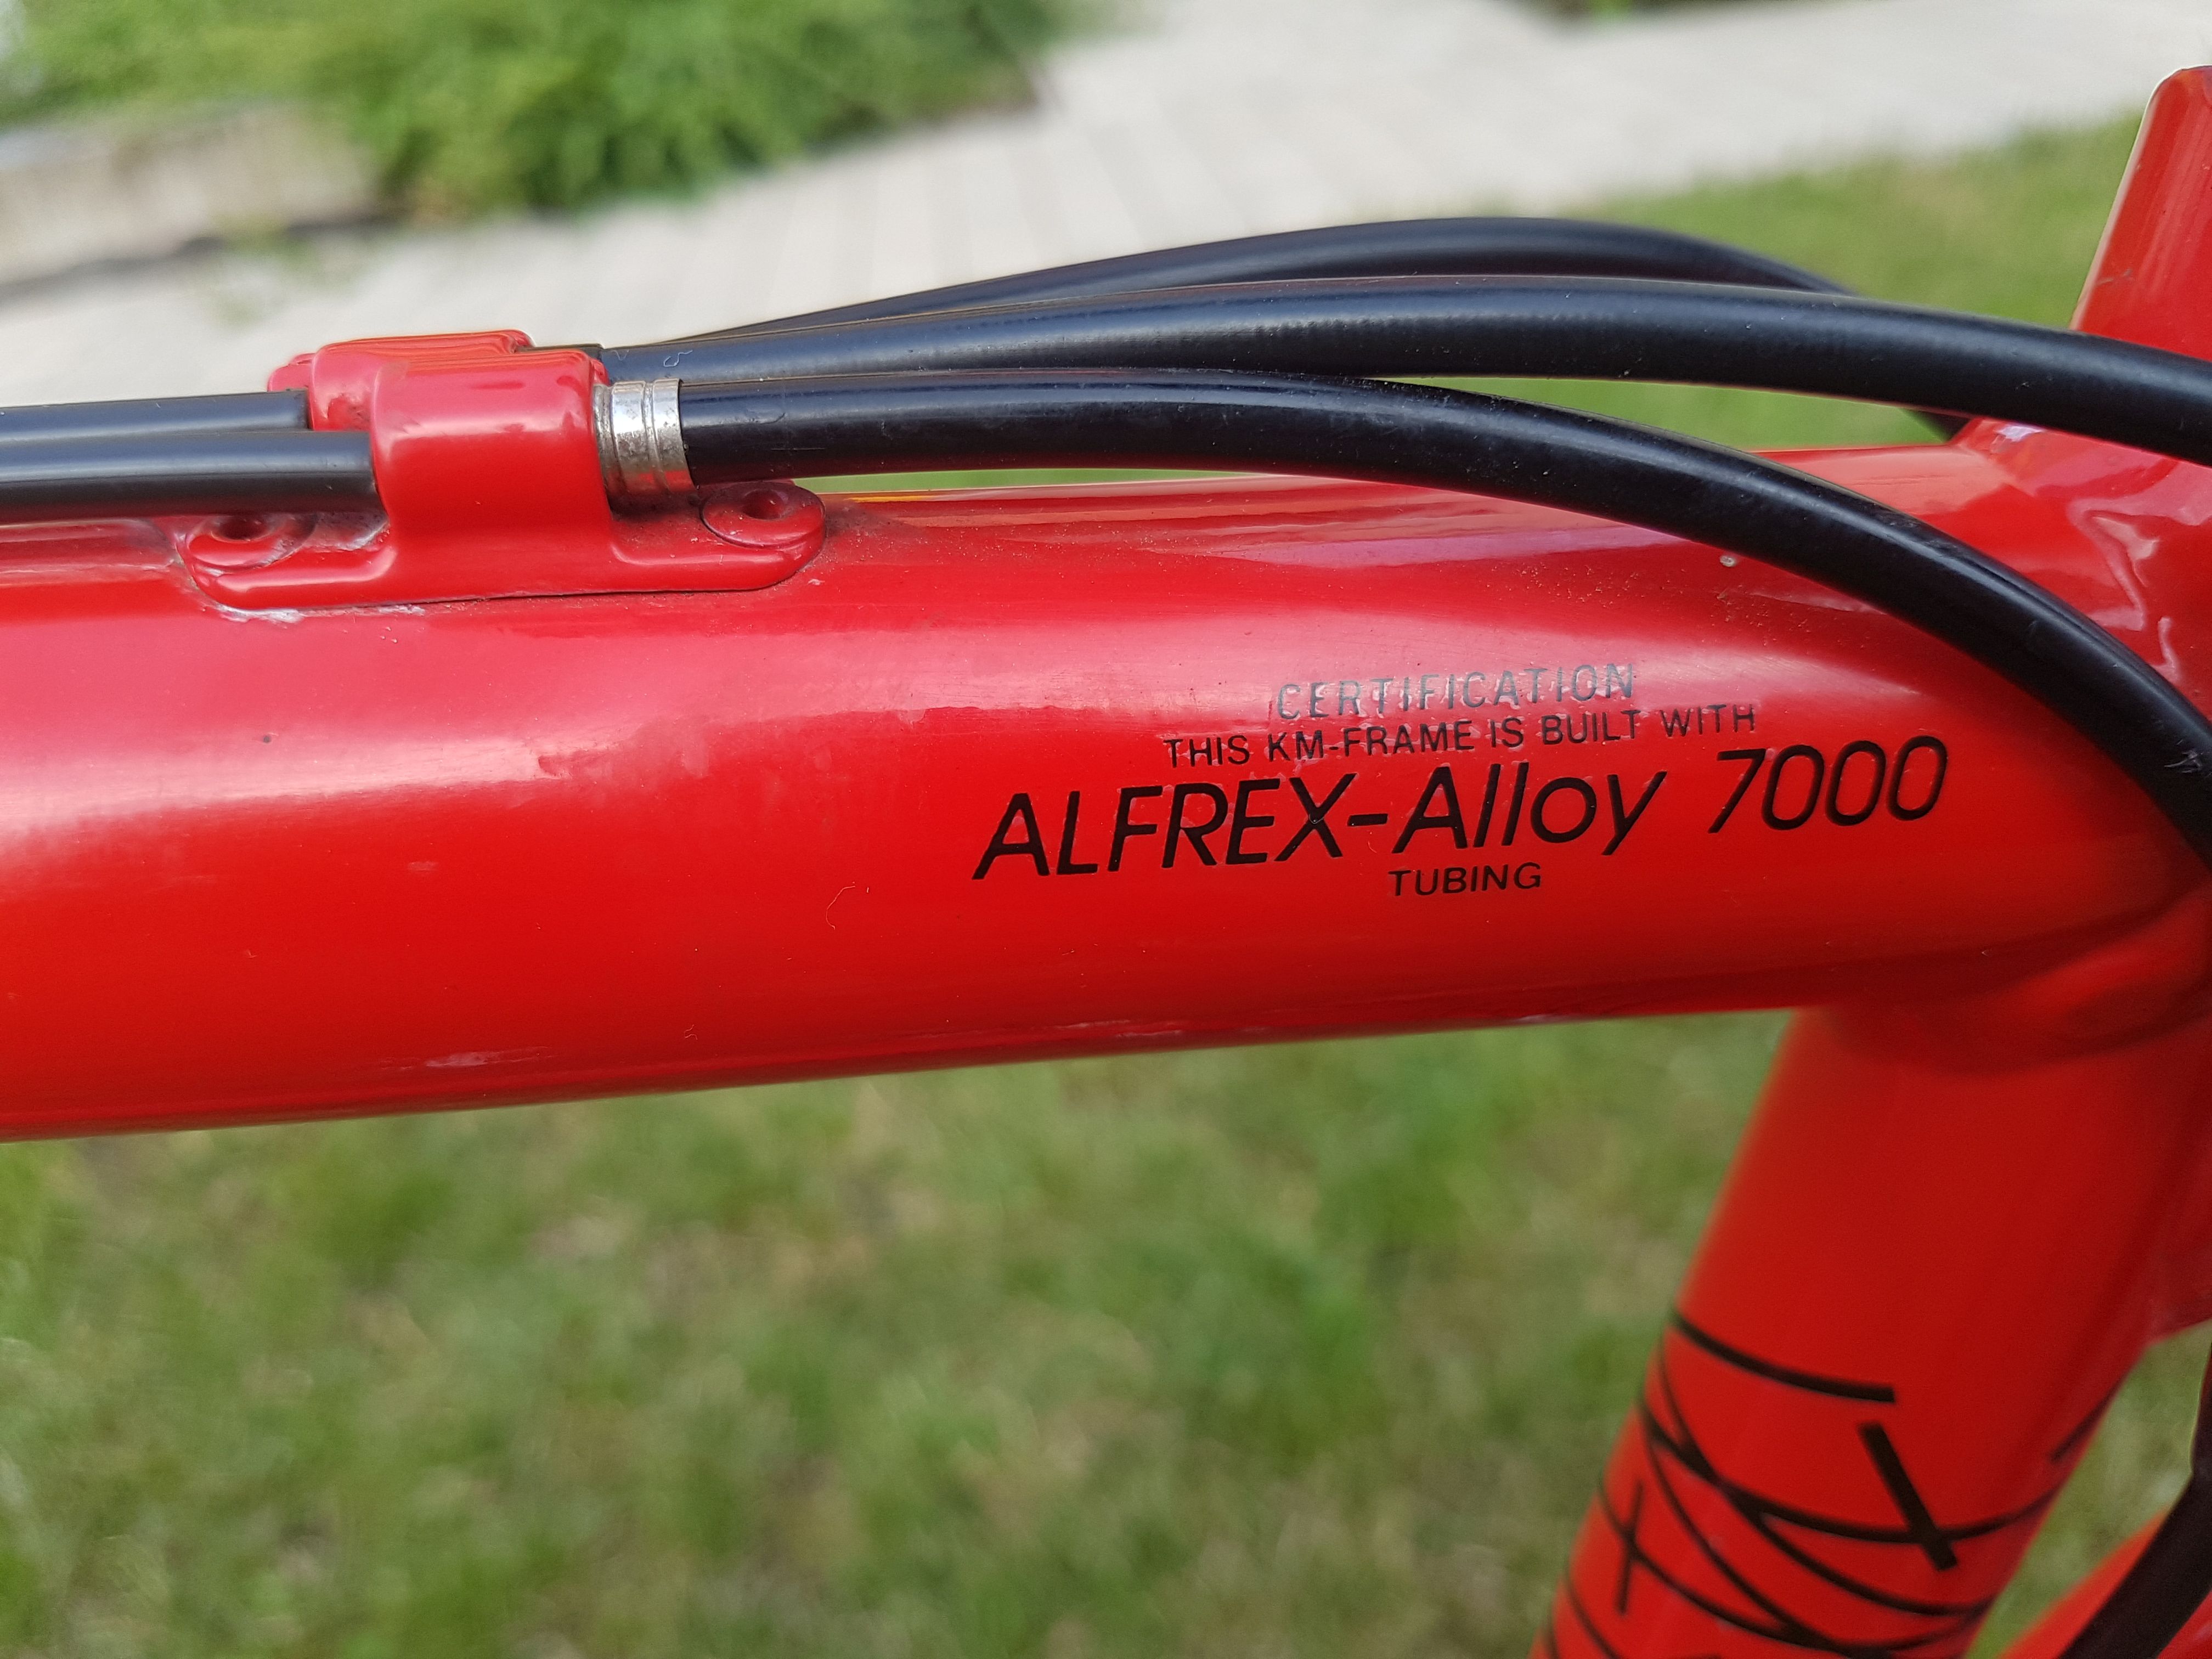 CERTIFICATION
THIS KM-FRAME IS BUILT WITH
ALFREX-Alloy 7000
TUBING